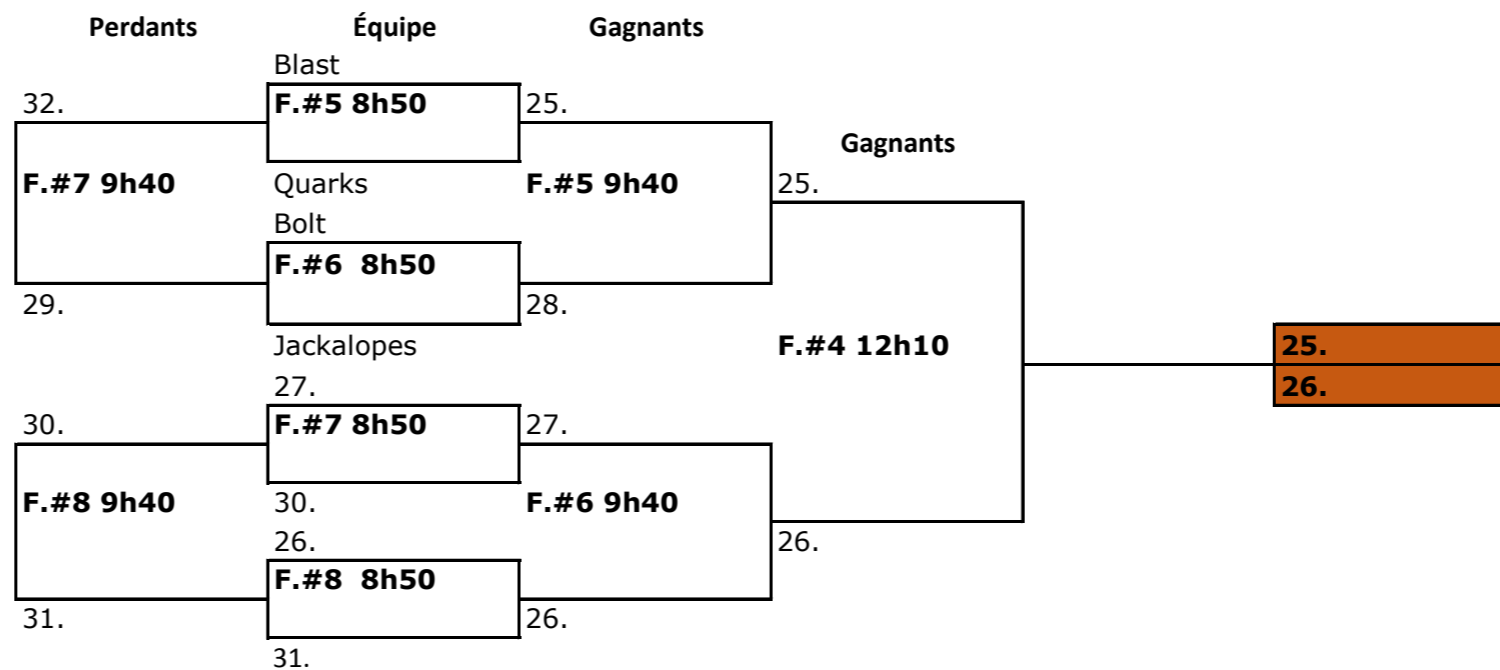 Perdants Équipe Gagnants
Blast
32. F.#5 8h50 25.
Gagnants
F.#7 9h40 Quarks F.#5 9h40 25.
Bolt
F.#6 8h50
29. 28.
Jackalopes F.#4 12h10 25.
27. 26.
30. F.#7 8h50 27.
F.#8 9h40 30. F.#6 9h40
26. 26.
F.#8 8h50
31. 26.
31.